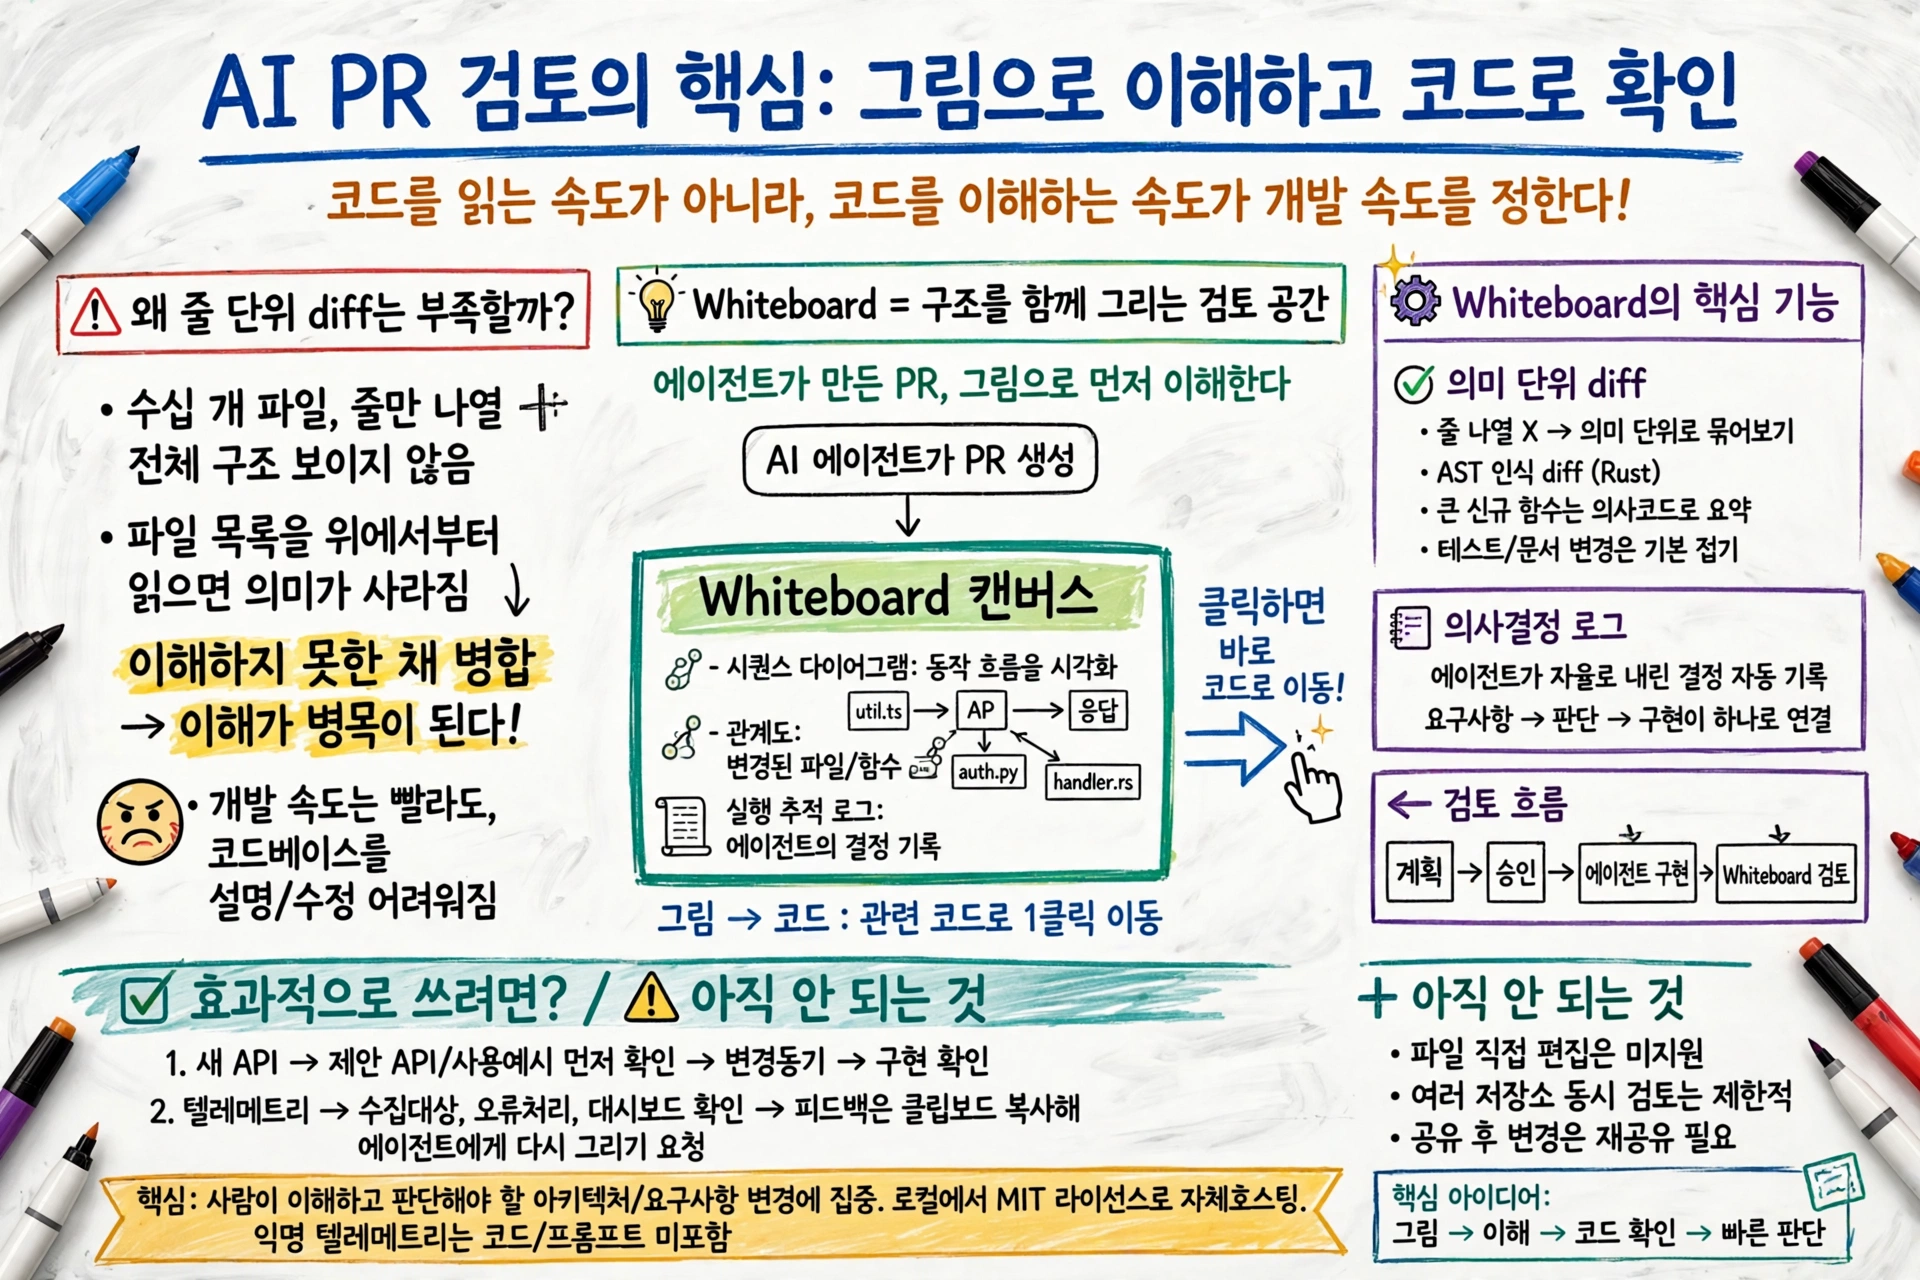 AI PR 검토의 핵심: 그림으로 이해하고 코드로 확인
코드를 읽는 속도가 아니라, 코드를 이해하는 속도가 개발 속도를 정한다!
왜 줄 단위 diff는 부족할까?
• 수십 개 파일, 줄만 나열
전체 구조 보이지 않음
• 파일 목록을 위에서부터
읽으면 의미가 사라짐
이해하지 못한 채 병합
→ 이해가 병목이 된다!
• 개발 속도는 빨라도,
코드베이스를
설명/수정 어려워짐
Whiteboard = 구조를 함께 그리는 검토 공간
에이전트가 만든 PR, 그림으로 먼저 이해한다
AI 에이전트가 PR 생성
Whiteboard 캔버스
- 시퀀스 다이어그램: 동작 흐름을 시각화
util.ts → AP → 응답
- 관계도:
변경된 파일/함수
auth.py
handler.rs
실행 추적 로그:
에이전트의 결정 기록
클릭하면
바로
코드로 이동!
그림 → 코드 : 관련 코드로 1클릭 이동
Whiteboard의 핵심 기능
의미 단위 diff
• 줄 나열 X → 의미 단위로 묶어보기
• AST 인식 diff (Rust)
• 큰 신규 함수는 의사코드로 요약
• 테스트/문서 변경은 기본 접기
의사결정 로그
에이전트가 자율로 내린 결정 자동 기록
요구사항 → 판단 → 구현이 하나로 연결
← 검토 흐름
계획 → 승인 → 에이전트 구현 → Whiteboard 검토
효과적으로 쓰려면? / 아직 안 되는 것
1. 새 API → 제안 API/사용예시 먼저 확인 → 변경동기 → 구현 확인
2. 텔레메트리 → 수집대상, 오류처리, 대시보드 확인 → 피드백은 클립보드 복사해
에이전트에게 다시 그리기 요청
핵심: 사람이 이해하고 판단해야 할 아키텍처/요구사항 변경에 집중. 로컬에서 MIT 라이선스로 자체호스팅.
익명 텔레메트리는 코드/프롬프트 미포함
+ 아직 안 되는 것
• 파일 직접 편집은 미지원
• 여러 저장소 동시 검토는 제한적
• 공유 후 변경은 재공유 필요
핵심 아이디어:
그림 → 이해 → 코드 확인 → 빠른 판단